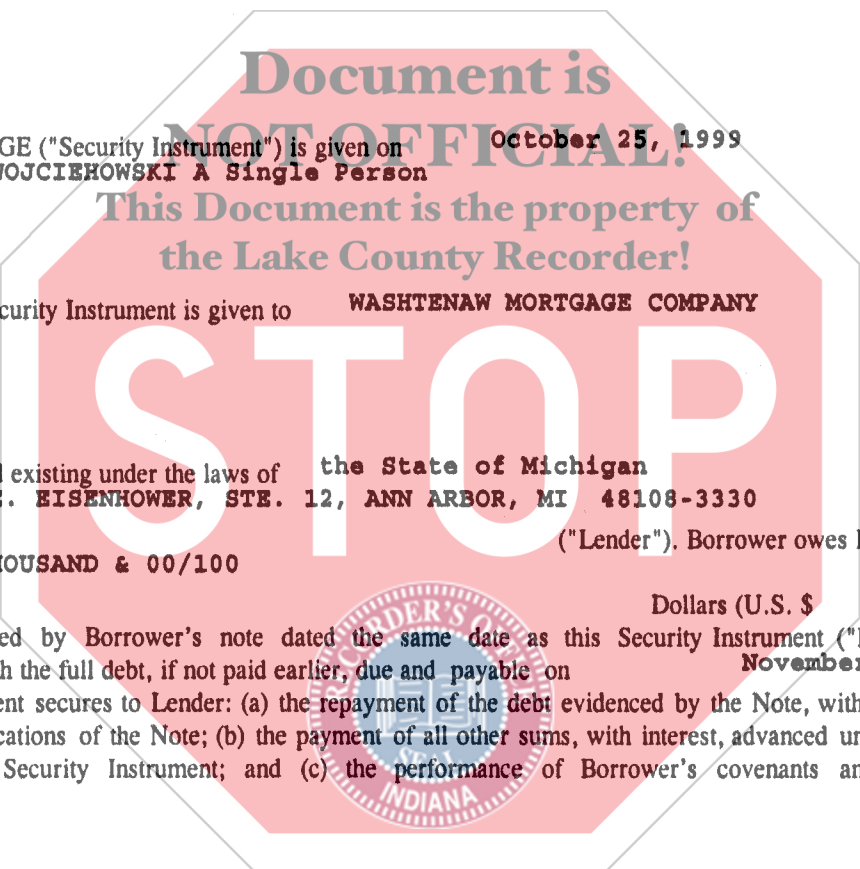 Document is
NOT OFFICIAL!
GE ("Security Instrument") is given on October 25, 1999
WOJCIEHOWSKI A Single Person
This Document is the property of
the Lake County Recorder!
curity Instrument is given to WASHTENAW MORTGAGE COMPANY
STOP
existing under the laws of the State of Michigan
. EISENHOWER, STE. 12, ANN ARBOR, MI 48108-3330
("Lender"). Borrower owes
OUSAND & 00/100
Dollars (U.S. $
ed by Borrower's note dated the same date as this Security Instrument ("
h the full debt, if not paid earlier, due and payable on November
ent secures to Lender: (a) the repayment of the debt evidenced by the Note, with
cations of the Note; (b) the payment of all other sums, with interest, advanced un
Security Instrument; and (c) the performance of Borrower's covenants an
RECORDER'S OFFICE
SEAL
INDIANA